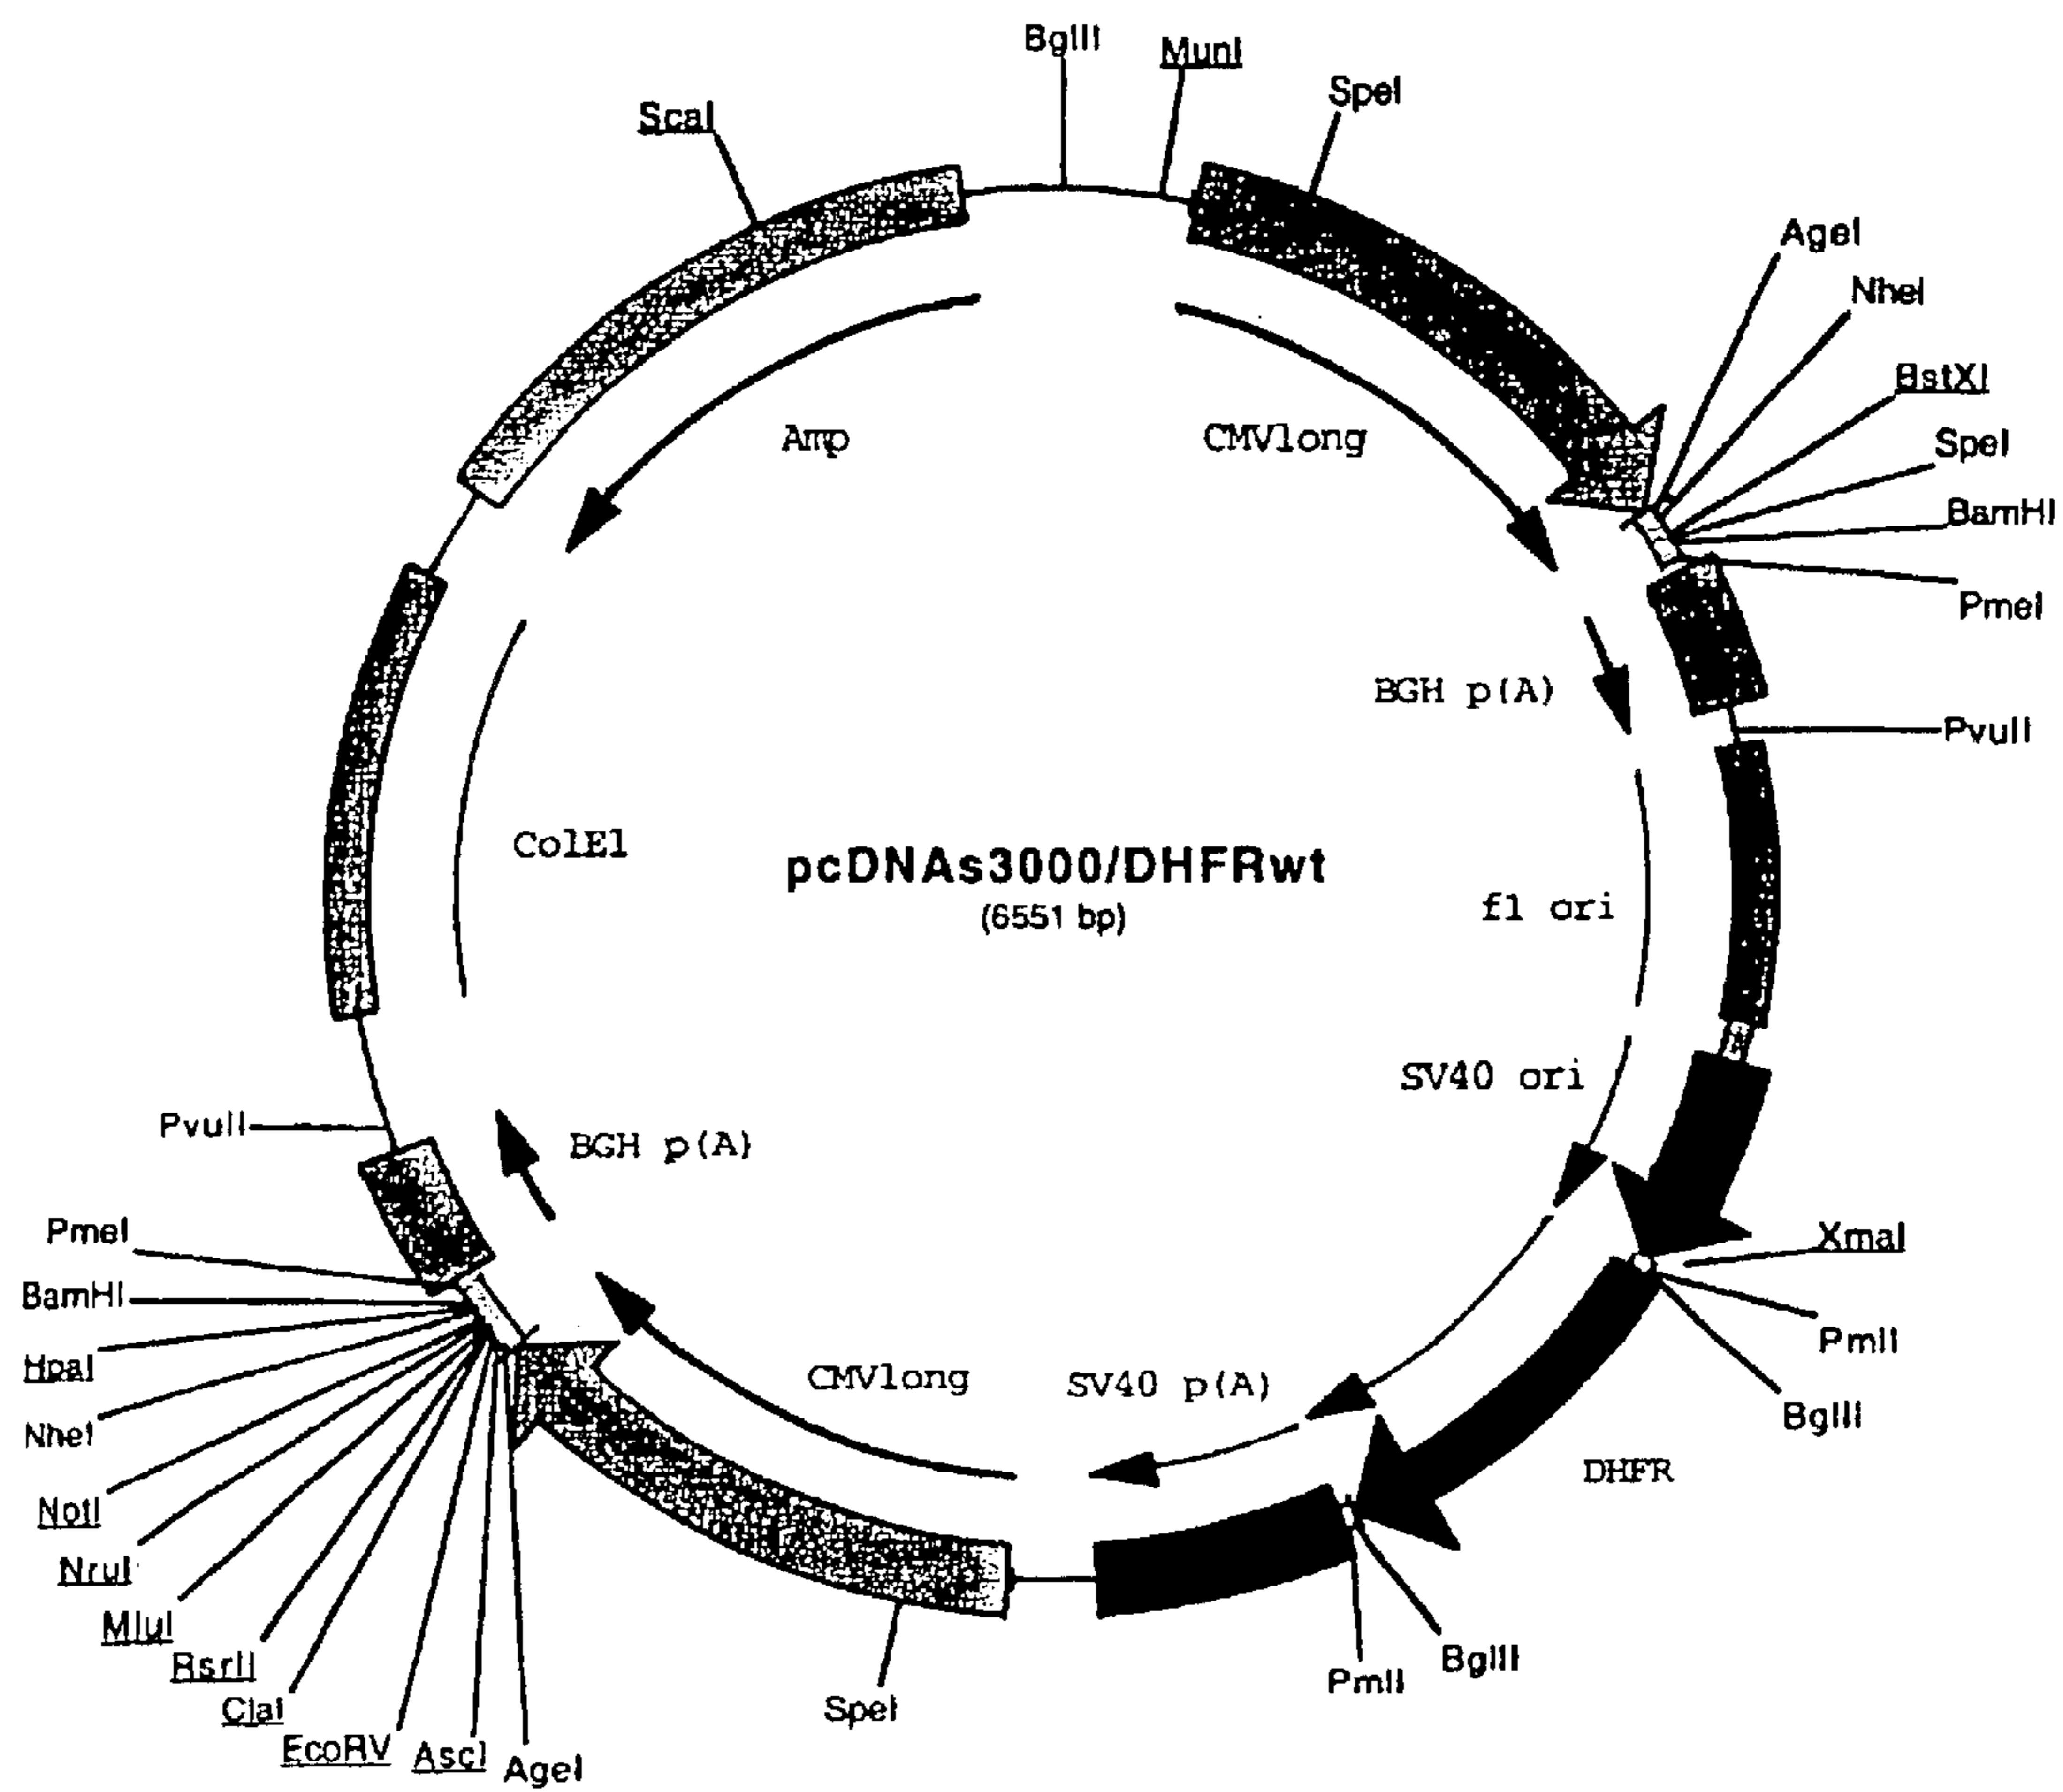 BglII
MunI
SpeI
ScaI
AgeI
NheI
BstXI
SpeI
BamHI
PmeI
Amp
CMVlong
BGH p(A)
PvuII
ColE1
pcDNAs3000/DHFRwt
(6551 bp)
f1 ori
SV40 ori
PvuII
BGH p(A)
PmeI
BamHI
HpaI
NheI
NotI
NruI
MluI
RsrII
ClaI
EcoRV
AscI
AgeI
CMVlong
SV40 p(A)
XmaI
PmlI
BglII
DHFR
SpeI
PmlI
BglII